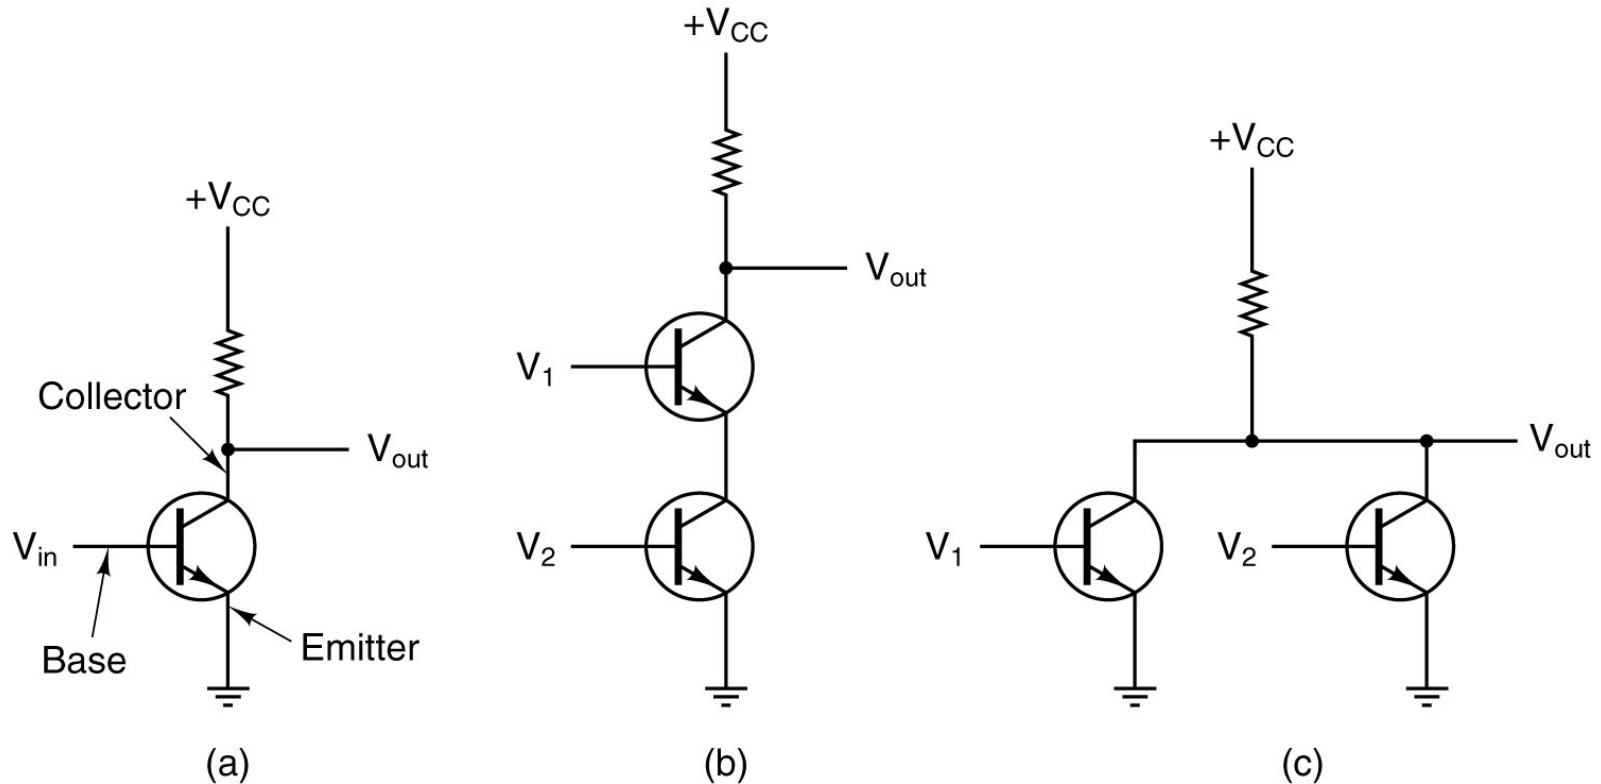 +VCC
Collector
Vout
Vin
Base
Emitter
(a)
+VCC
Vout
V1
V2
(b)
+VCC
Vout
V1
V2
(c)